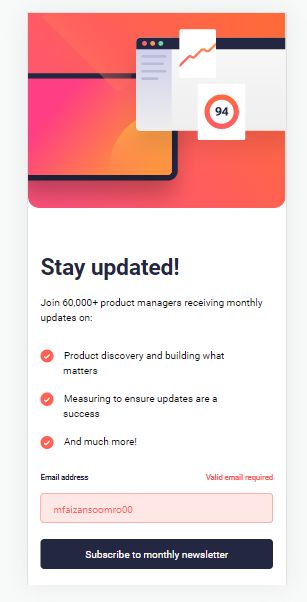 94
Stay updated!
Join 60,000+ product managers receiving monthly
updates on:
Product discovery and building what
matters
Measuring to ensure updates are a
success
And much more!
Email address
Valid email required
mfaizansoomro00
Subscribe to monthly newsletter